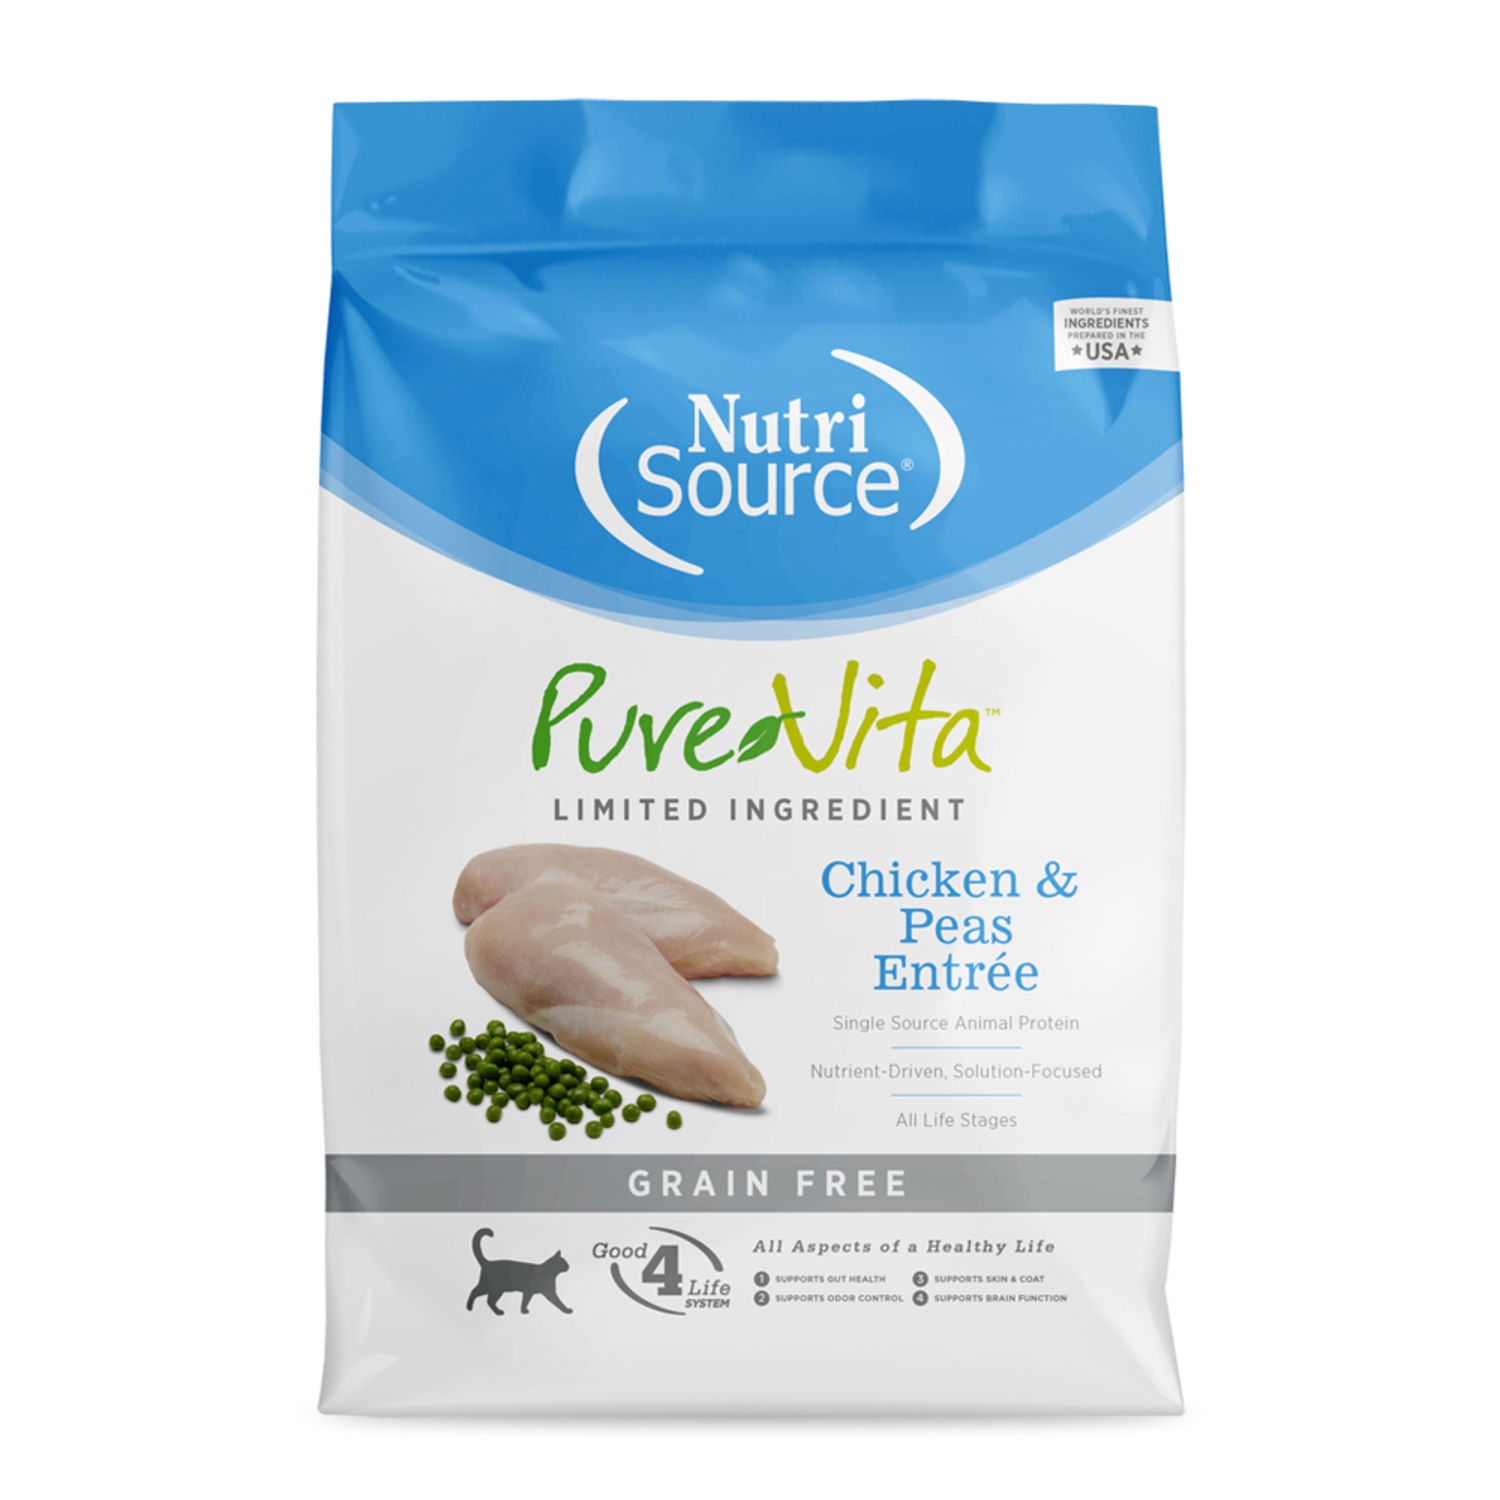 WORLD'S FINEST
INGREDIENTS
PREPARED IN THE
★USA★
Nutri
Source®
PureVita™
LIMITED INGREDIENT
Chicken &
Peas
Entrée
Single Source Animal Protein
Nutrient-Driven, Solution-Focused
All Life Stages
GRAIN FREE
Good
4
Life
SYSTEM
All Aspects of a Healthy Life
1 SUPPORTS GUT HEALTH
2 SUPPORTS ODOR CONTROL
3 SUPPORTS SKIN & COAT
4 SUPPORTS BRAIN FUNCTION